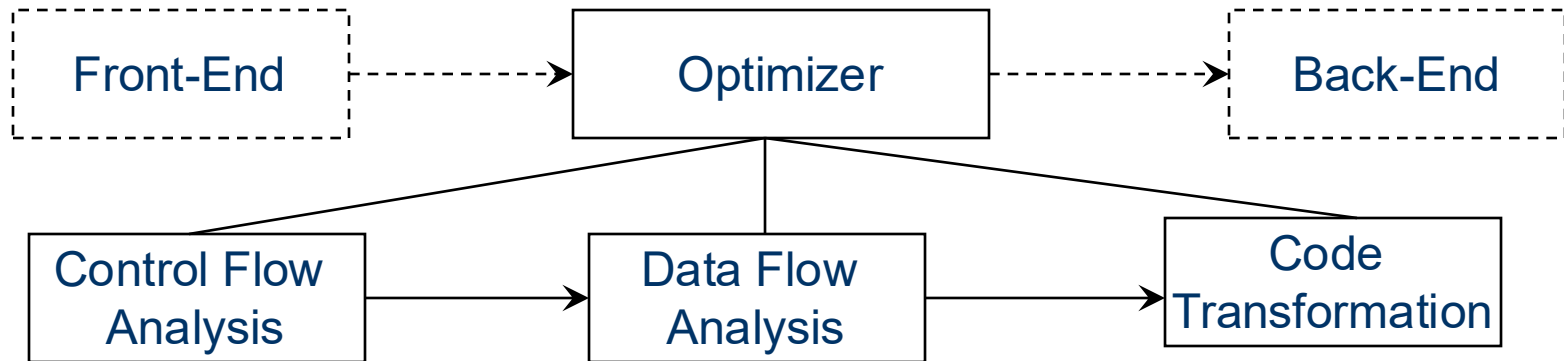 Front-End
Optimizer
Back-End
Control Flow
Analysis
Data Flow
Analysis
Code
Transformation